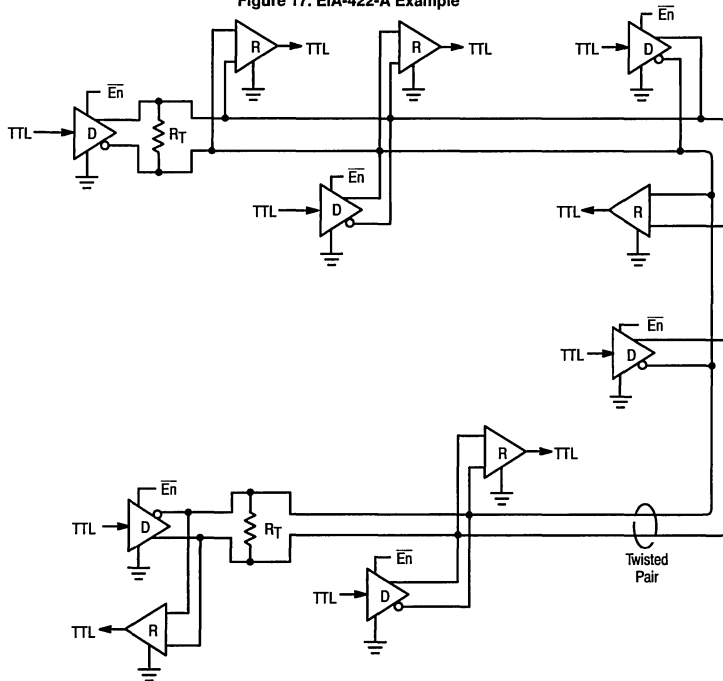 Figure 17. EIA-422-A Example
En
R
TTL
R
TTL
TTL
D
En
TTL
D
RT
En
TTL
D
TTL
R
En
TTL
D
R
TTL
En
TTL
D
RT
Twisted
Pair
En
TTL
D
TTL
R